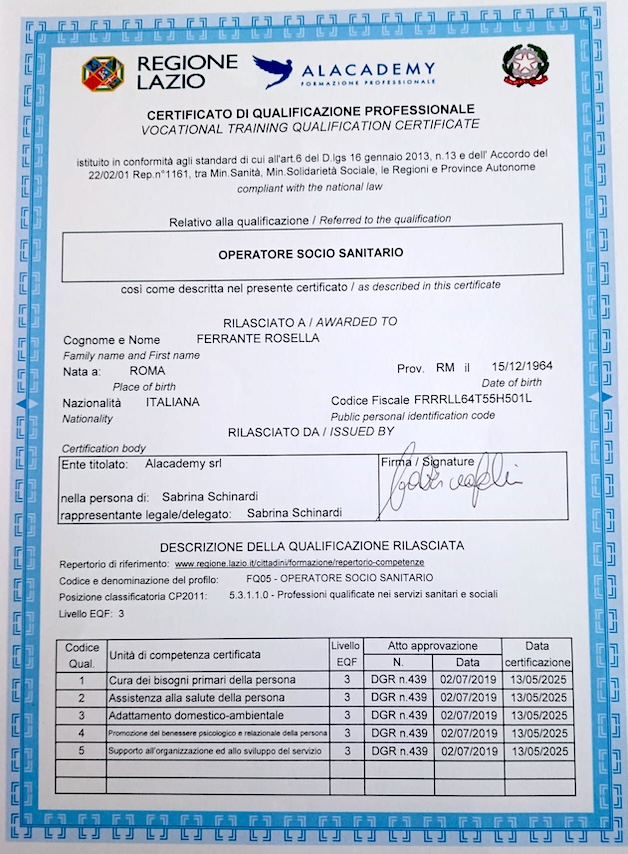 REGIONE
LAZIO
ALACADEMY
FORMAZIONE PROFESSIONALE
CERTIFICATO DI QUALIFICAZIONE PROFESSIONALE
VOCATIONAL TRAINING QUALIFICATION CERTIFICATE
istituito in conformità agli standard di cui all'art.6 del D.lgs 16 gennaio 2013, n.13 e dell' Accordo del
22/02/01 Rep.n°1161, tra Min.Sanità, Min.Solidarietà Sociale, le Regioni e Province Autonome
compliant with the national law
Relativo alla qualificazione / Referred to the qualification
OPERATORE SOCIO SANITARIO
così come descritta nel presente certificato / as described in this certificate
RILASCIATO A / AWARDED TO
Cognome e Nome FERRANTE ROSELLA
Family name and First name
Nata a: ROMA Prov. RM il 15/12/1964
Place of birth Date of birth
Nazionalità ITALIANA Codice Fiscale FRRRLL64T55H501L
Nationality Public personal identification code
RILASCIATO DA / ISSUED BY
Certification body
Ente titolato: Alacademy srl Firma / Signature
nella persona di: Sabrina Schinardi
rappresentante legale/delegato: Sabrina Schinardi
DESCRIZIONE DELLA QUALIFICAZIONE RILASCIATA
Repertorio di riferimento: www.regione.lazio.it/cittadini/formazione/repertorio-competenze
Codice e denominazione del profilo: FQ05 - OPERATORE SOCIO SANITARIO
Posizione classificatoria CP2011: 5.3.1.1.0 - Professioni qualificate nei servizi sanitari e sociali
Livello EQF: 3
Codice Qual. Unità di competenza certificata Livello EQF Atto approvazione N. Data Data certificazione
1 Cura dei bisogni primari della persona 3 DGR n.439 02/07/2019 13/05/2025
2 Assistenza alla salute della persona 3 DGR n.439 02/07/2019 13/05/2025
3 Adattamento domestico-ambientale 3 DGR n.439 02/07/2019 13/05/2025
4 Promozione del benessere psicologico e relazionale della persona 3 DGR n.439 02/07/2019 13/05/2025
5 Supporto all'organizzazione ed allo sviluppo del servizio 3 DGR n.439 02/07/2019 13/05/2025